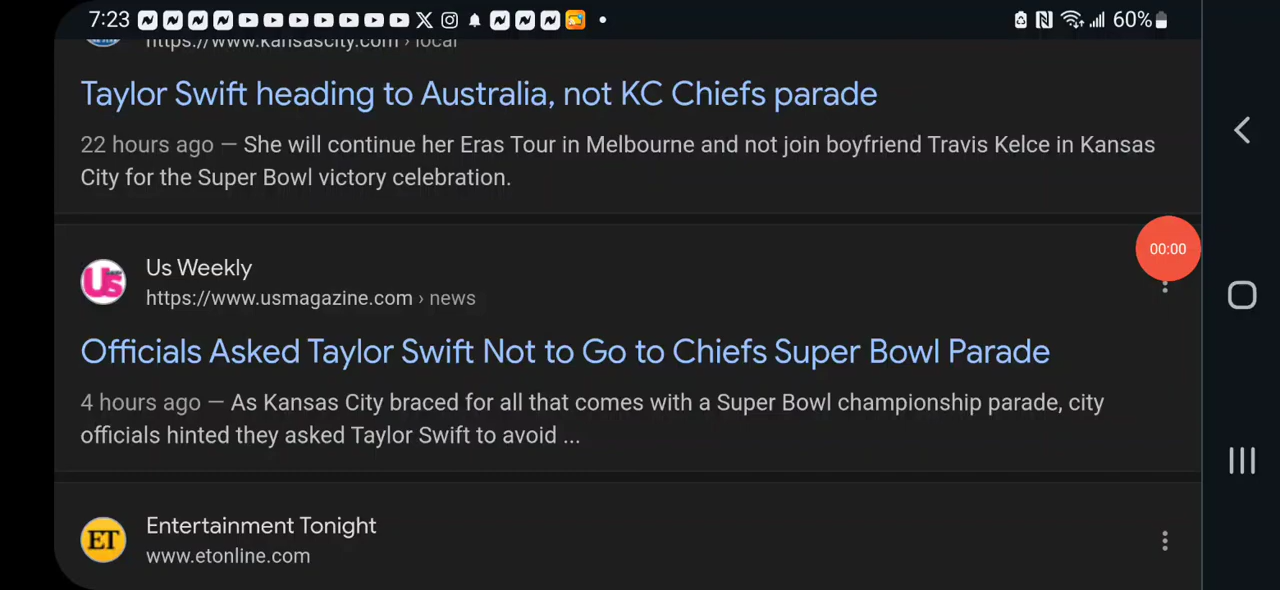 7:23
60%
https://www.kansascity.com › local
Taylor Swift heading to Australia, not KC Chiefs parade
22 hours ago — She will continue her Eras Tour in Melbourne and not join boyfriend Travis Kelce in Kansas
City for the Super Bowl victory celebration.
00:00
Us
Us Weekly
https://www.usmagazine.com › news
Officials Asked Taylor Swift Not to Go to Chiefs Super Bowl Parade
4 hours ago — As Kansas City braced for all that comes with a Super Bowl championship parade, city
officials hinted they asked Taylor Swift to avoid ...
ET
Entertainment Tonight
www.etonline.com